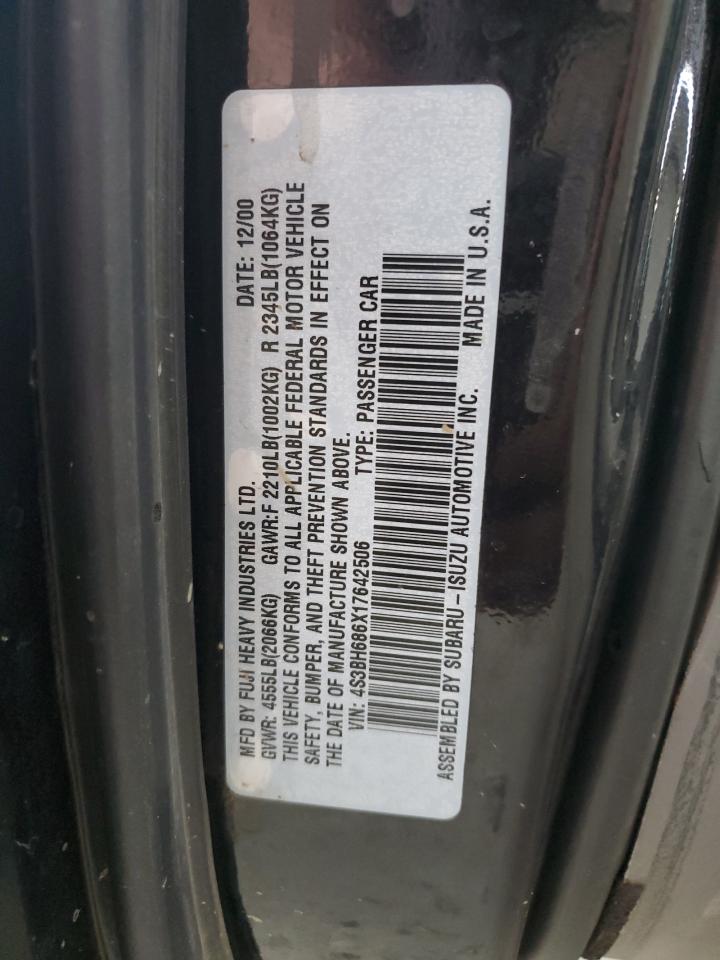 MFD BY FUJI HEAVY INDUSTRIES LTD. DATE: 12/00
GVWR: 4555LB(2066KG) GAWR:F 2210LB(1002KG) R 2345LB(1064KG)
THIS VEHICLE CONFORMS TO ALL APPLICABLE FEDERAL MOTOR VEHICLE
SAFETY, BUMPER, AND THEFT PREVENTION STANDARDS IN EFFECT ON
THE DATE OF MANUFACTURE SHOWN ABOVE.
VIN: 4S3BH686X17642506 TYPE: PASSENGER CAR
ASSEMBLED BY SUBARU-ISUZU AUTOMOTIVE INC. MADE IN U.S.A.